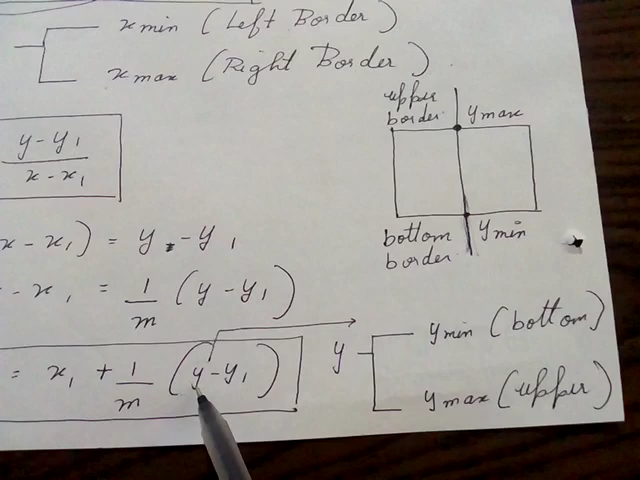 x min ( Left Border )
x max ( Right Border )
upper border
y max
y - y1
x - x1
x - x1 ) = y - y1
bottom border
y min
- x1 = 1/m ( y - y1 )
y
y min ( bottom )
= x1 + 1/m ( y - y1 )
y max ( upper )